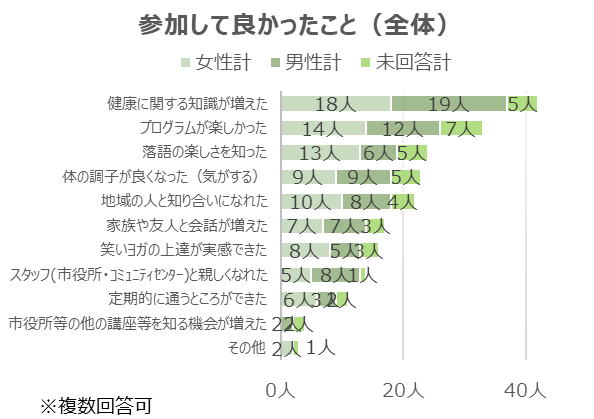 参加して良かったこと（全体）
女性計 男性計 未回答計
健康に関する知識が増えた 18人 19人 5人
プログラムが楽しかった 14人 12人 7人
落語の楽しさを知った 13人 6人 5人
体の調子が良くなった（気がする） 9人 9人 5人
地域の人と知り合いになれた 10人 8人 4人
家族や友人と会話が増えた 7人 7人 3人
笑いヨガの上達が実感できた 8人 5人 3人
スタッフ(市役所・ｺﾐｭﾆﾃｨｾﾝﾀｰ)と親しくなれた 5人 8人 1人
定期的に通うところができた 6人 3人 2人
市役所等の他の講座等を知る機会が増えた 2人
その他 2人 1人
0人 20人 40人
※複数回答可